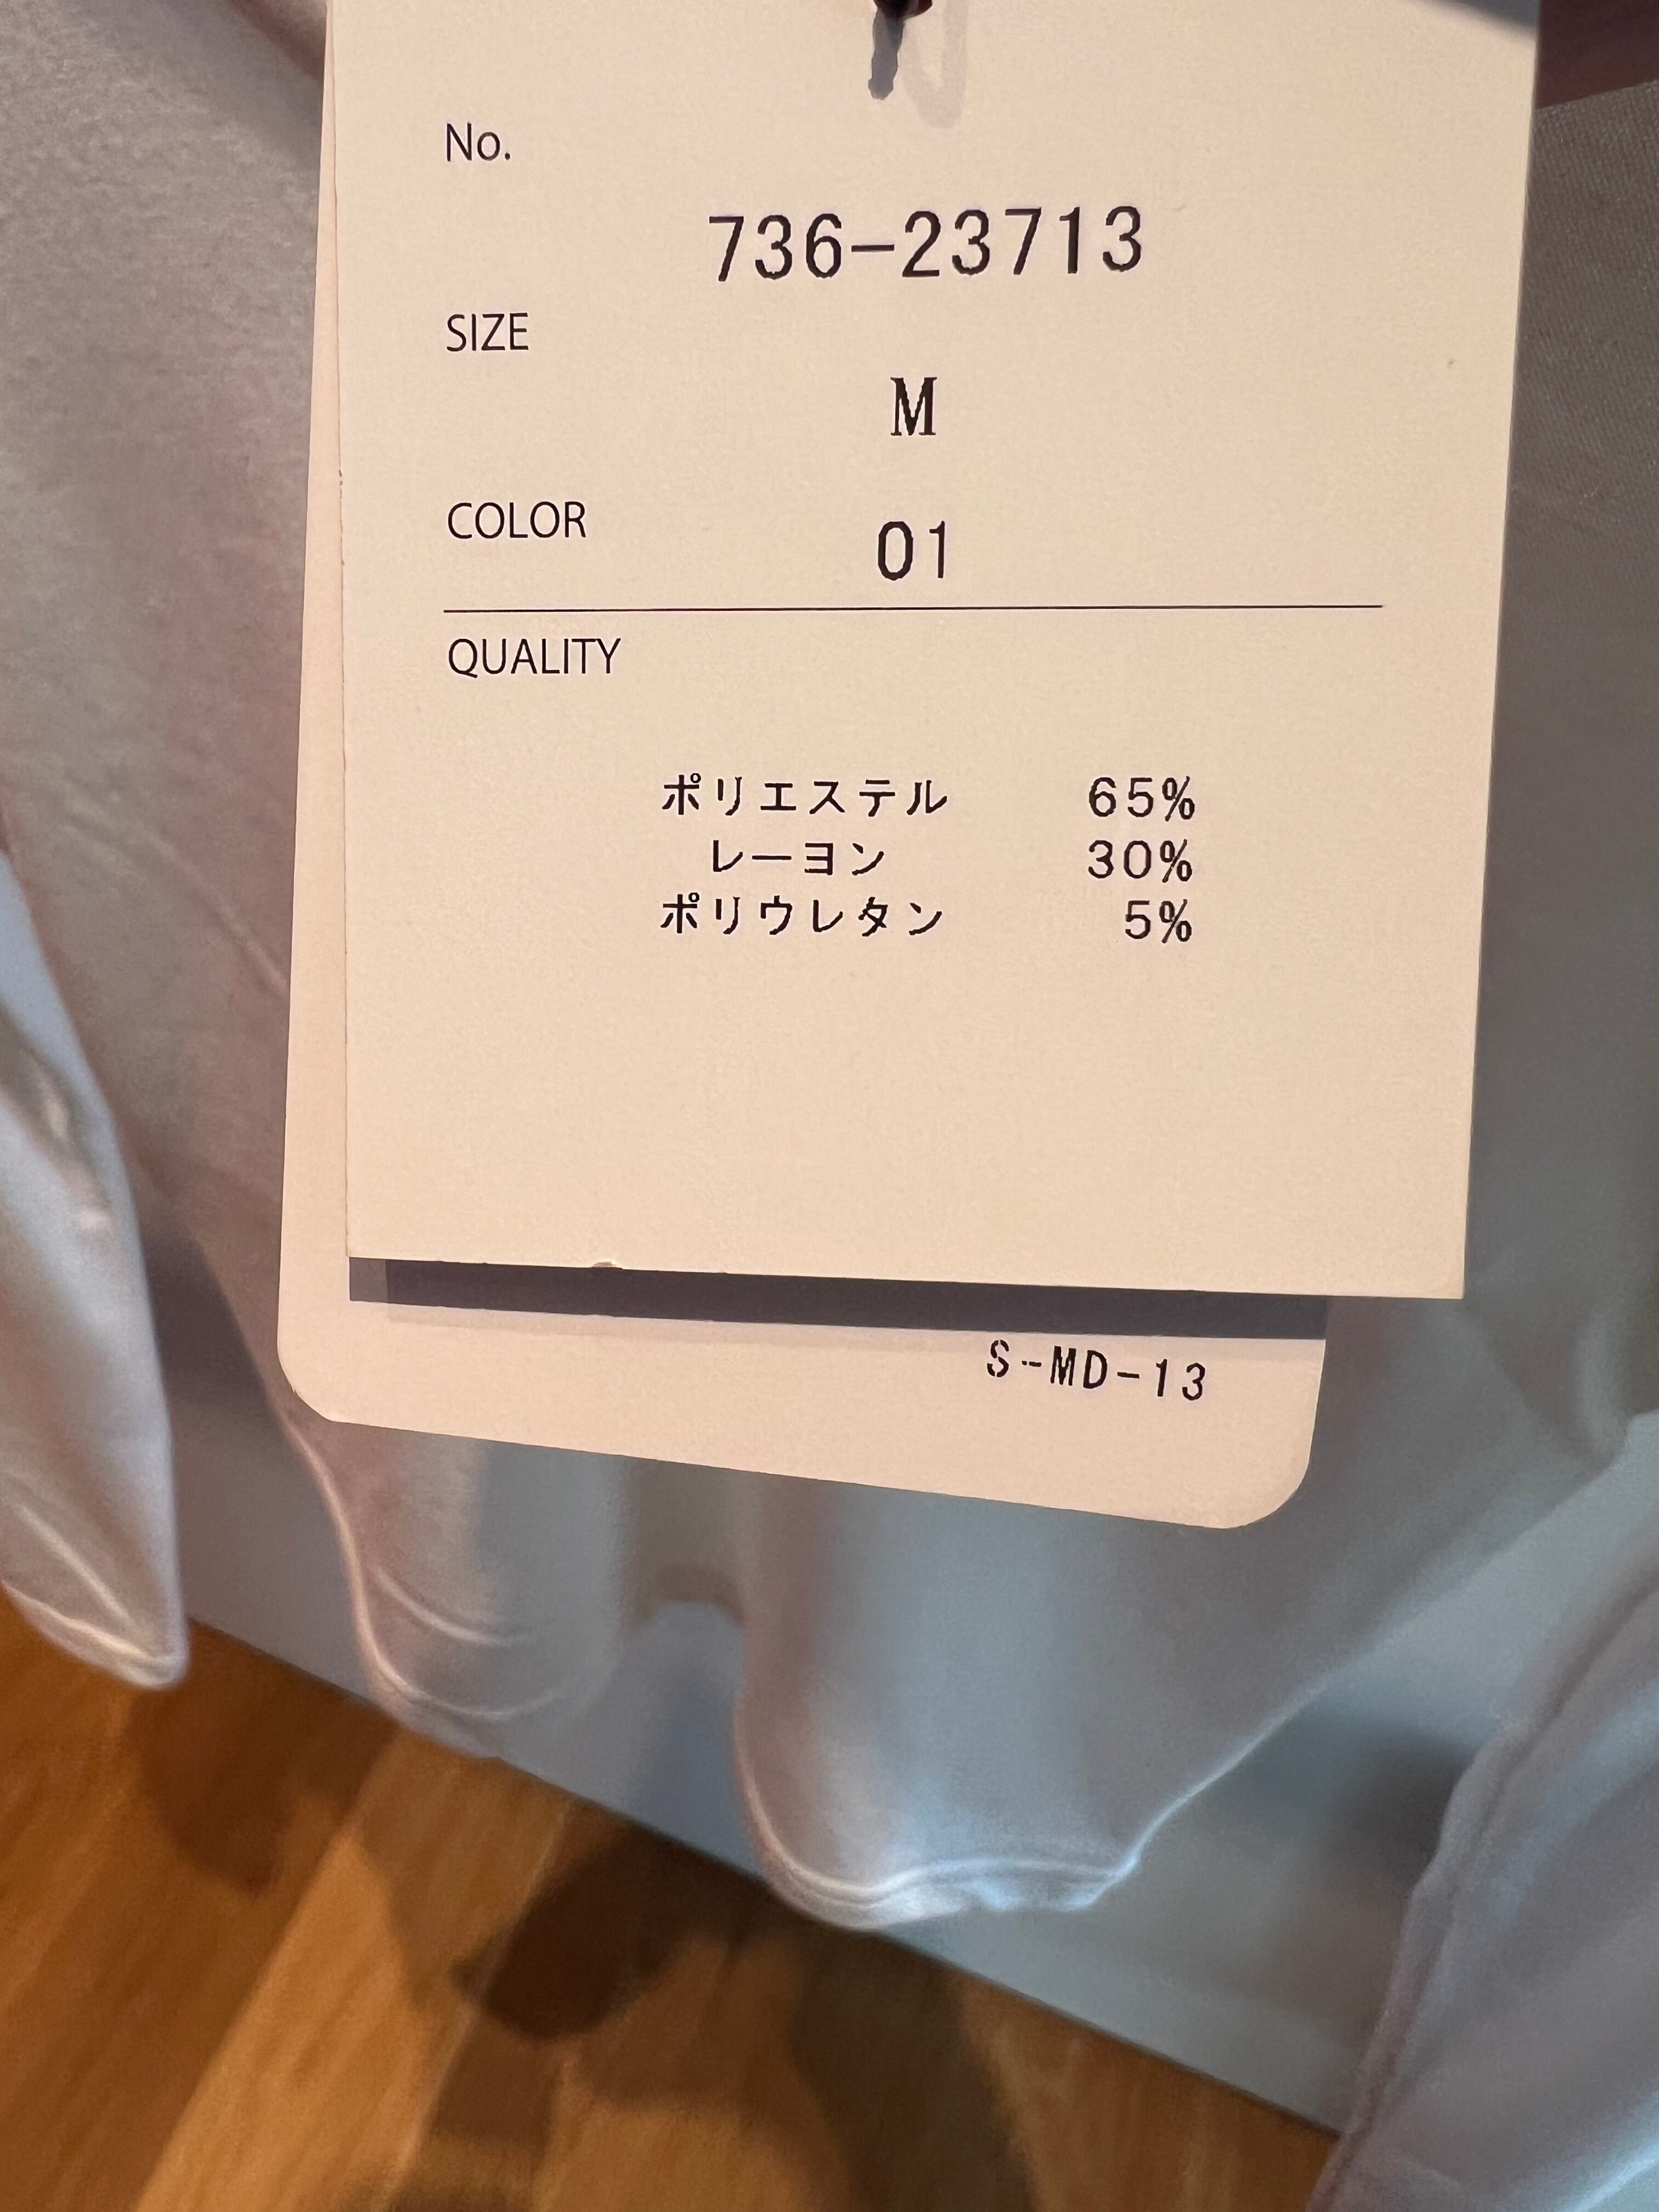 No.
736-23713
SIZE
M
COLOR
01
QUALITY
ポリエステル 65%
レーヨン 30%
ポリウレタン 5%
S-MD-13